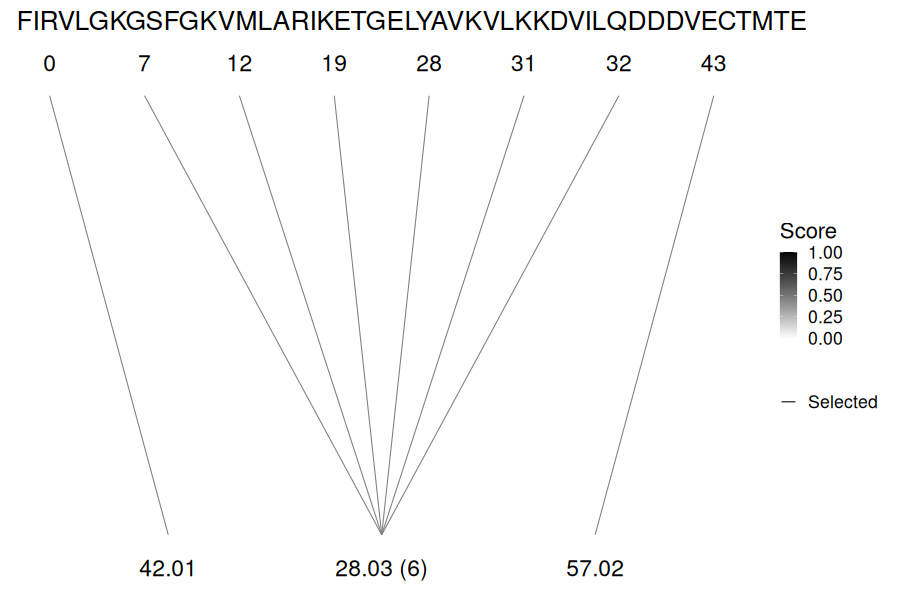 FIRVLGKGSFGKVMLARIKETGELYAVKVLKKDVILQDDDVECTMTE
0 7 12 19 28 31 32 43
Score
1.00
0.75
0.50
0.25
0.00
Selected
42.01 28.03 (6) 57.02